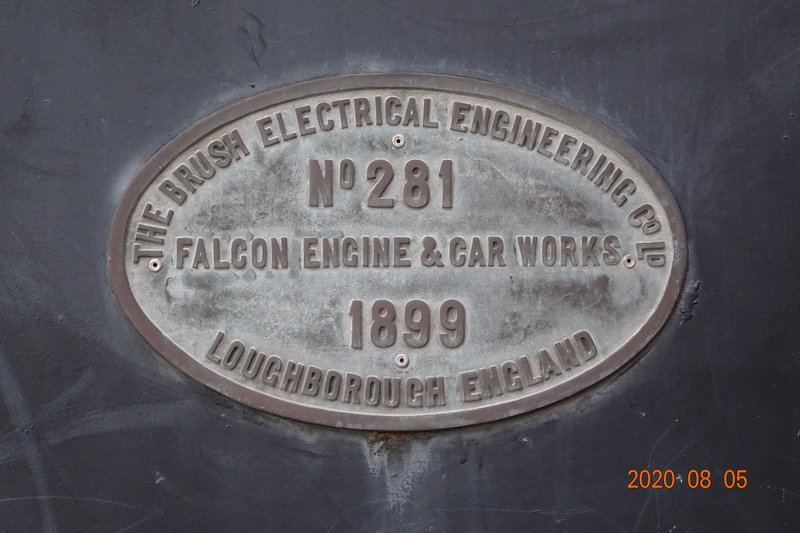 THE BRUSH ELECTRICAL ENGINEERING Co LD
No 281
FALCON ENGINE & CAR WORKS
1899
LOUGHBOROUGH ENGLAND
2020 08 05